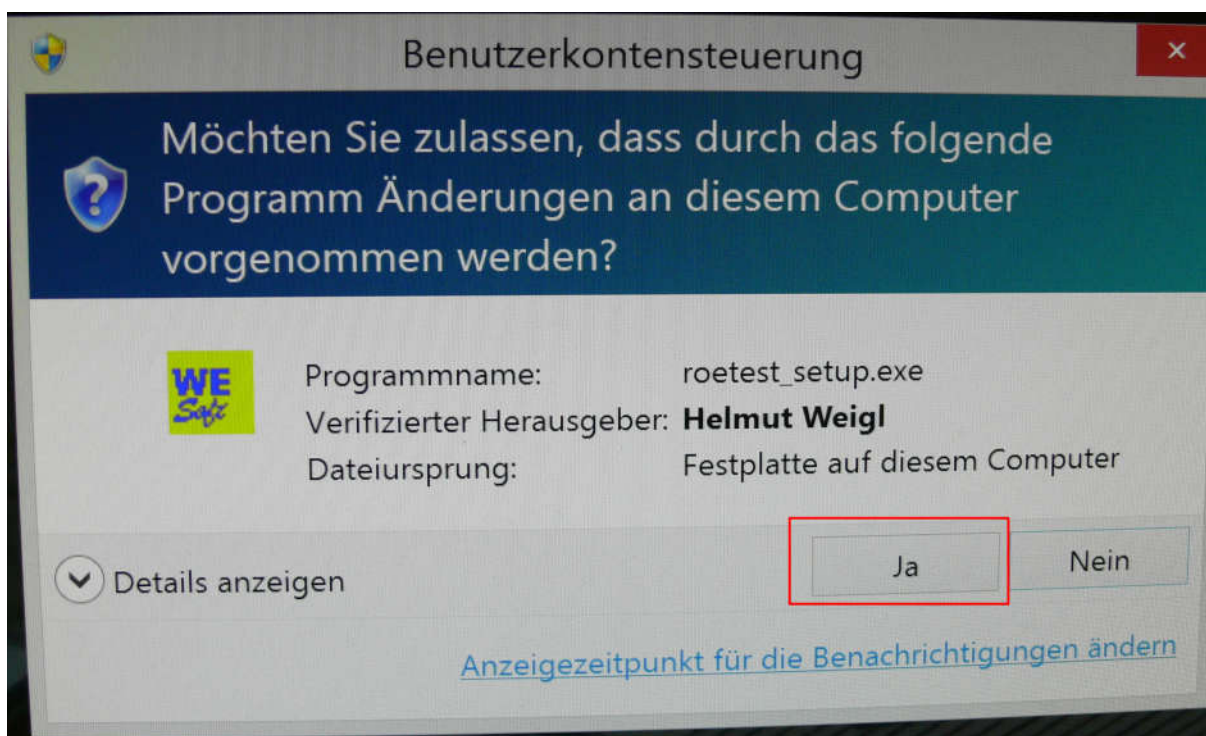 Benutzerkontensteuerung
Möchten Sie zulassen, dass durch das folgende
Programm Änderungen an diesem Computer
vorgenommen werden?
WE
Soft
Programmname: roetest_setup.exe
Verifizierter Herausgeber: Helmut Weigl
Dateiursprung: Festplatte auf diesem Computer
Details anzeigen
Ja
Nein
Anzeigezeitpunkt für die Benachrichtigungen ändern